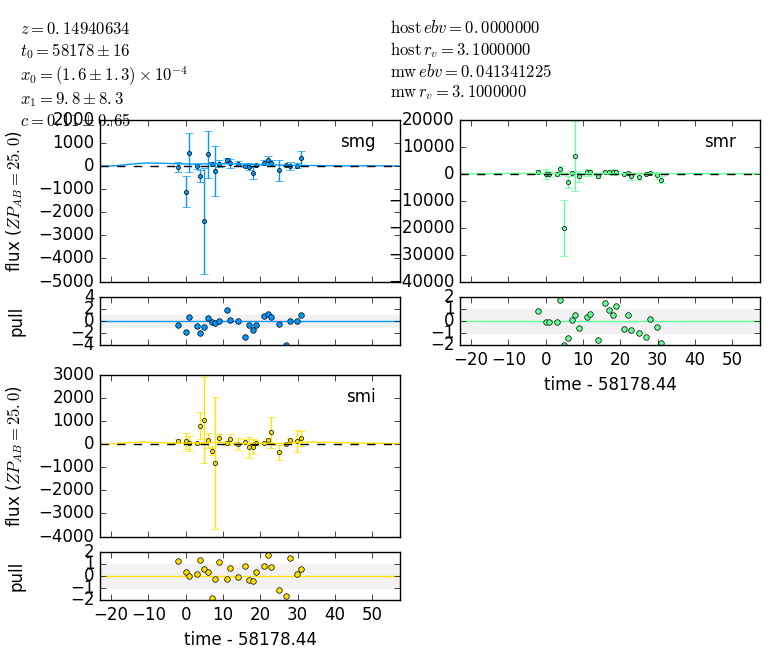 z = 0.14940634
t₀ = 58178 ± 16
x₀ = (1.6 ± 1.3) × 10⁻⁴
x₁ = 9.8 ± 8.3
c = 0.11 ± 0.65
host ebv = 0.0000000
host r_v = 3.1000000
mw ebv = 0.041341225
mw r_v = 3.1000000
smg
flux (ZP_AB = 25.0)
2000
1000
0
−1000
−2000
−3000
−4000
−5000
pull
4
2
0
−2
−4
smr
20000
10000
0
−10000
−20000
−30000
−40000
2
1
0
−1
−2
−20 −10 0 10 20 30 40 50
time - 58178.44
smi
flux (ZP_AB = 25.0)
3000
2000
1000
0
−1000
−2000
−3000
−4000
pull
2
1
0
−1
−2
−20 −10 0 10 20 30 40 50
time - 58178.44